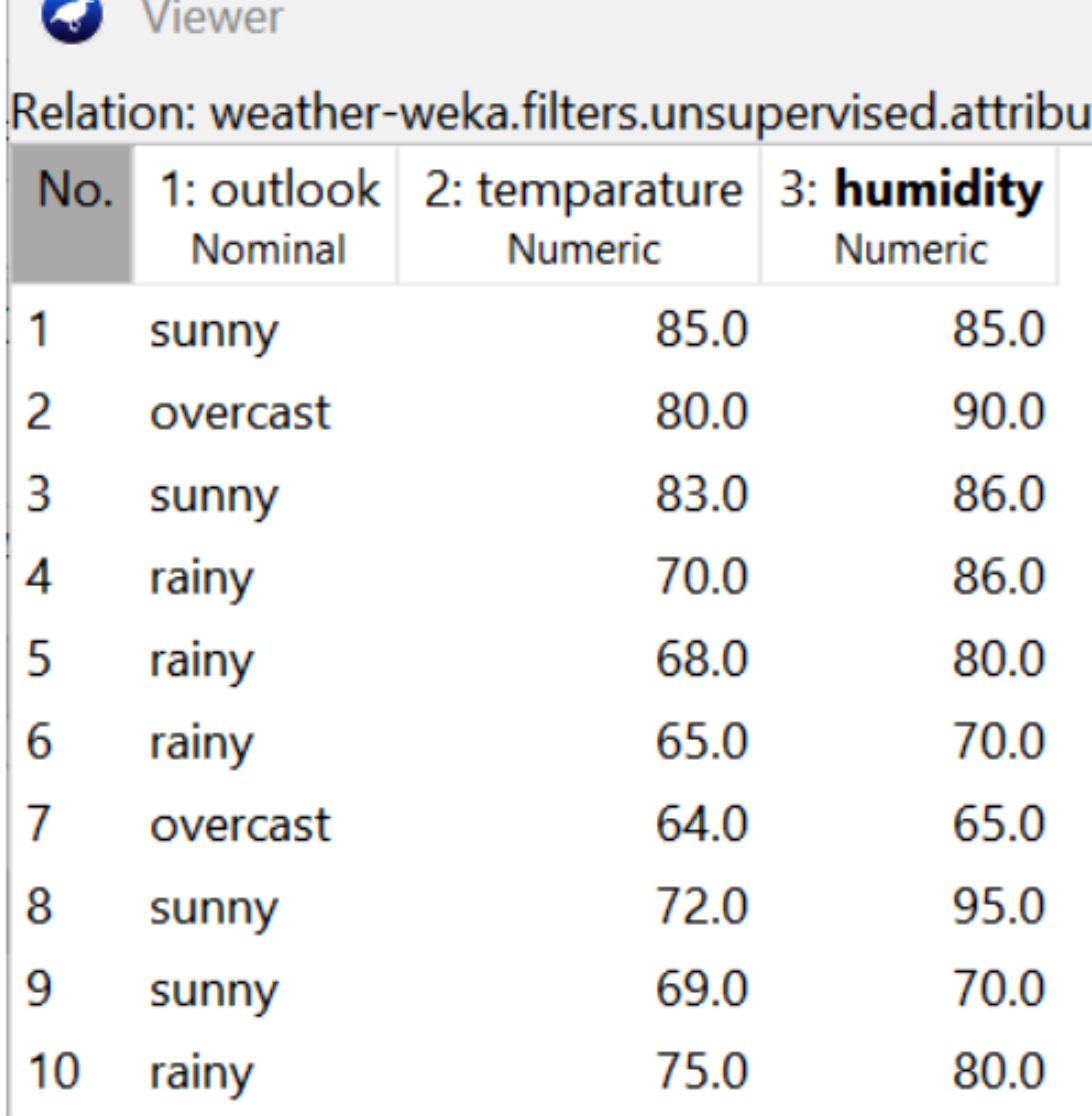 Viewer
Relation: weather-weka.filters.unsupervised.attribu
No. 1: outlook 2: temparature 3: humidity
Nominal Numeric Numeric
1 sunny 85.0 85.0
2 overcast 80.0 90.0
3 sunny 83.0 86.0
4 rainy 70.0 86.0
5 rainy 68.0 80.0
6 rainy 65.0 70.0
7 overcast 64.0 65.0
8 sunny 72.0 95.0
9 sunny 69.0 70.0
10 rainy 75.0 80.0